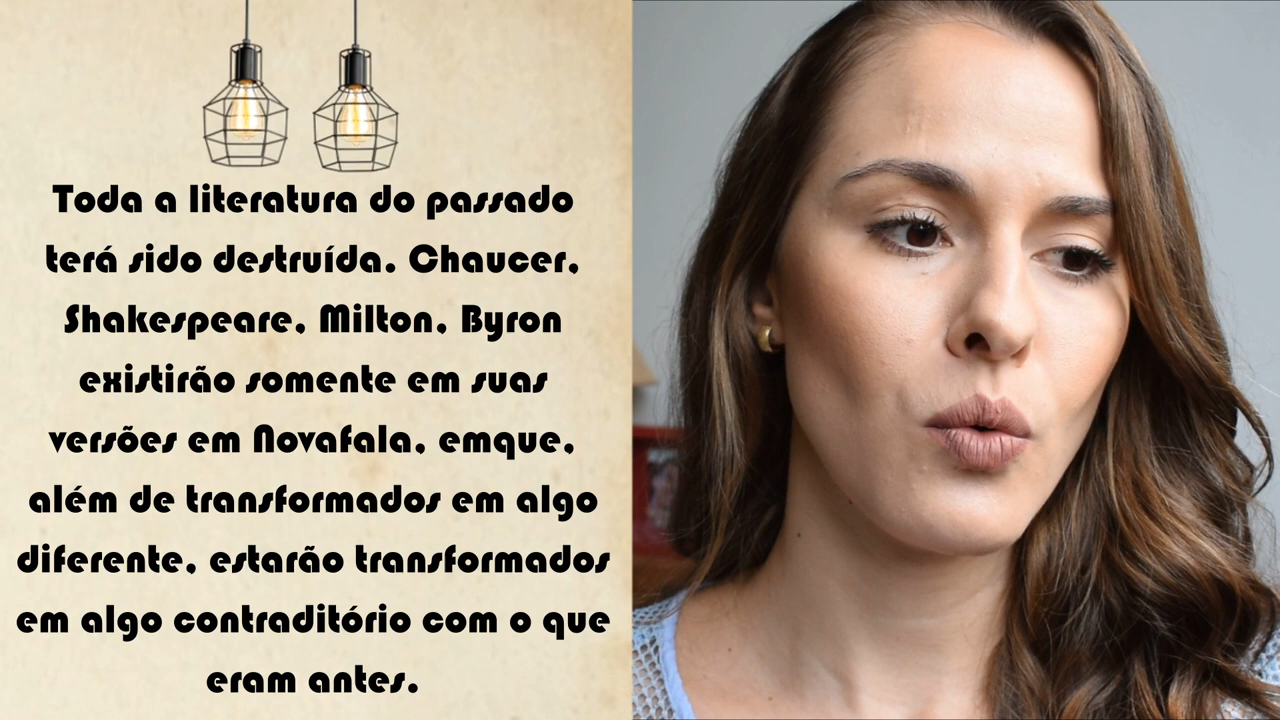 Toda a literatura do passado
terá sido destruída. Chaucer,
Shakespeare, Milton, Byron
existirão somente em suas
versões em Novafala, emque,
além de transformados em algo
diferente, estarão transformados
em algo contraditório com o que
eram antes.